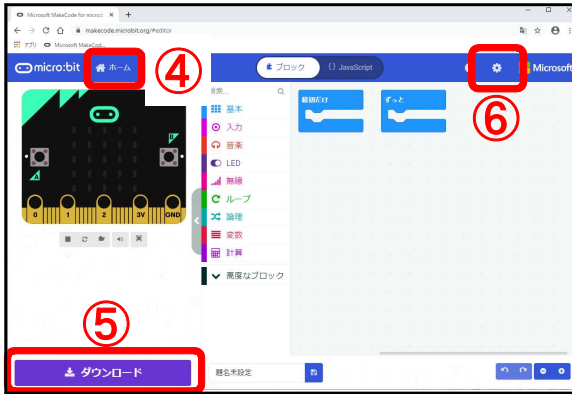 Microsoft MakeCode for micro:b
makecode.microbit.org/#editor
アプリ Microsoft MakeCod...
micro:bit ホーム ④ ブロック {} JavaScript Microsoft
⑥
検索...
基本
入力
音楽
LED
無線
ループ
論理
変数
計算
高度なブロック
最初だけ
ずっと
B
A
0 1 2 3V GND
⑤
ダウンロード
題名未設定